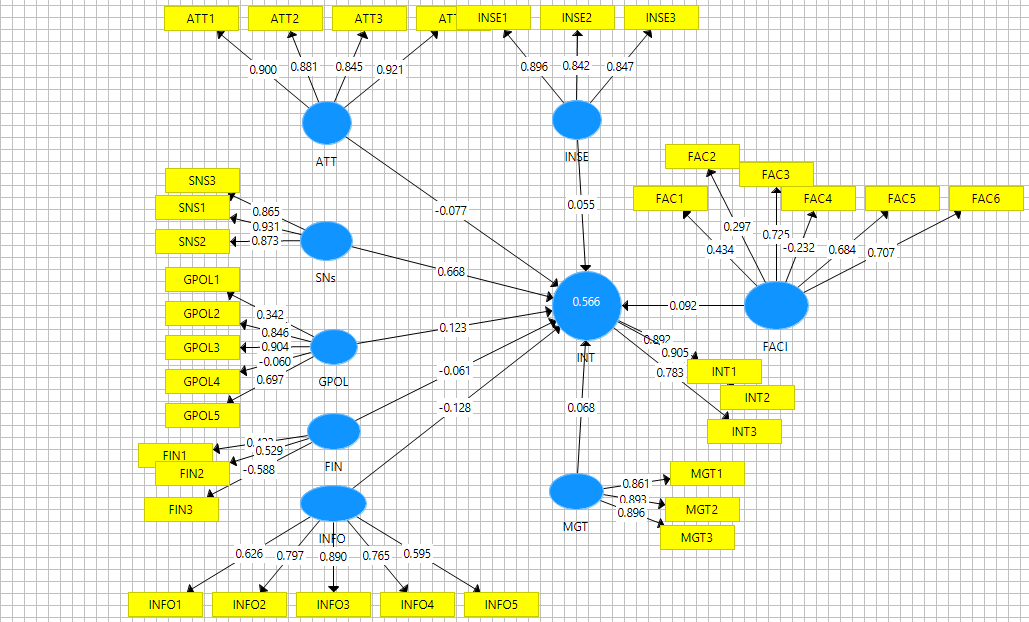 ATT1
ATT2
ATT3
INSE1
INSE2
INSE3
0.900
0.881
0.845
0.921
0.896
0.842
0.847
ATT
INSE
FAC2
FAC3
FAC1
FAC4
FAC5
FAC6
SNS3
SNS1
SNS2
0.865
0.931
0.873
SNs
-0.077
0.055
0.434
0.297
0.725
-0.232
0.684
0.707
0.668
GPOL1
GPOL2
GPOL3
GPOL4
GPOL5
0.342
0.846
0.904
-0.060
0.697
GPOL
0.123
0.566
INT
0.092
FACI
0.892
0.905
0.783
INT1
INT2
INT3
-0.061
-0.128
0.068
FIN1
FIN2
FIN3
0.529
-0.588
FIN
INFO
MGT
0.861
0.893
0.896
MGT1
MGT2
MGT3
0.626
0.797
0.890
0.765
0.595
INFO1
INFO2
INFO3
INFO4
INFO5